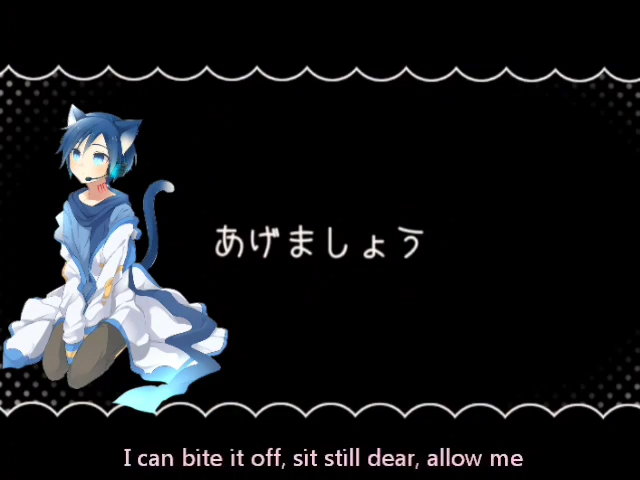 あげましょう
I can bite it off, sit still dear, allow me